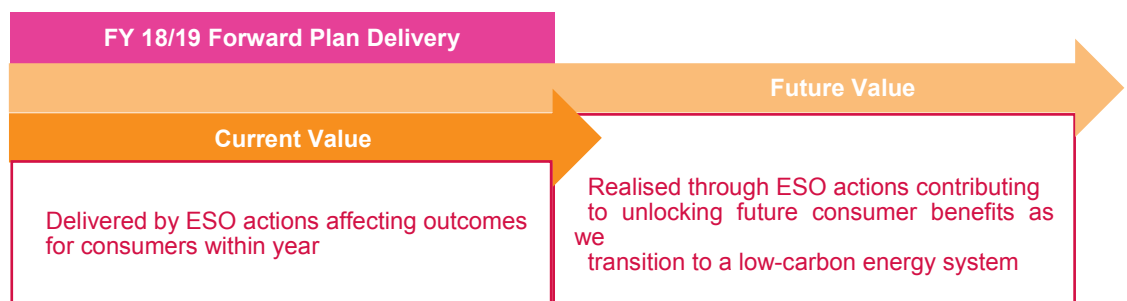 FY 18/19 Forward Plan Delivery
Future Value
Current Value
Delivered by ESO actions affecting outcomes
for consumers within year
Realised through ESO actions contributing
to unlocking future consumer benefits as
we
transition to a low-carbon energy system